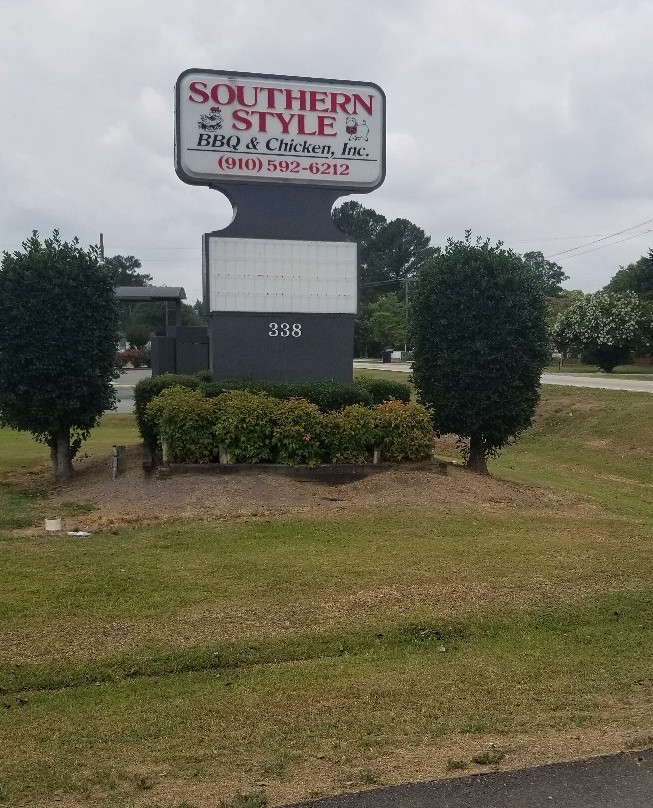 SOUTHERN
STYLE
BBQ & Chicken, Inc.
(910) 592-6212
338